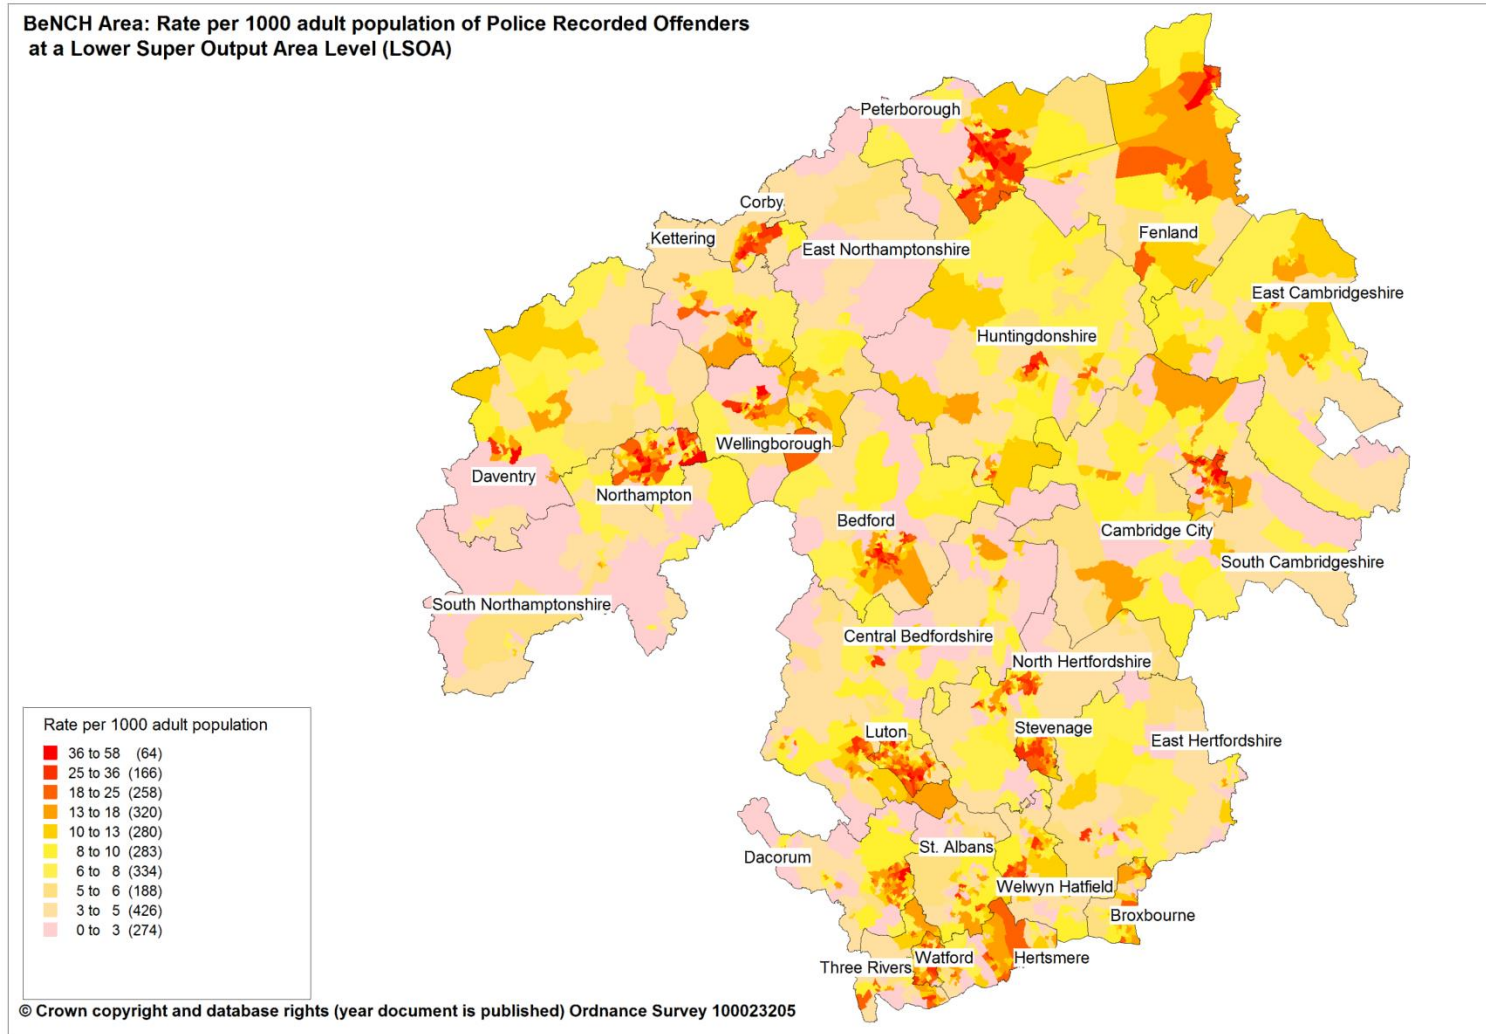 BeNCH Area: Rate per 1000 adult population of Police Recorded Offenders
at a Lower Super Output Area Level (LSOA)
Peterborough
Corby
Kettering
East Northamptonshire
Fenland
East Cambridgeshire
Huntingdonshire
Wellingborough
Daventry
Northampton
Bedford
Cambridge City
South Cambridgeshire
South Northamptonshire
Central Bedfordshire
North Hertfordshire
Luton
Stevenage
East Hertfordshire
St. Albans
Dacorum
Welwyn Hatfield
Broxbourne
Three Rivers
Watford
Hertsmere
Rate per 1000 adult population
36 to 58 (64)
25 to 36 (166)
18 to 25 (258)
13 to 18 (320)
10 to 13 (280)
8 to 10 (283)
6 to 8 (334)
5 to 6 (188)
3 to 5 (426)
0 to 3 (274)
© Crown copyright and database rights (year document is published) Ordnance Survey 100023205